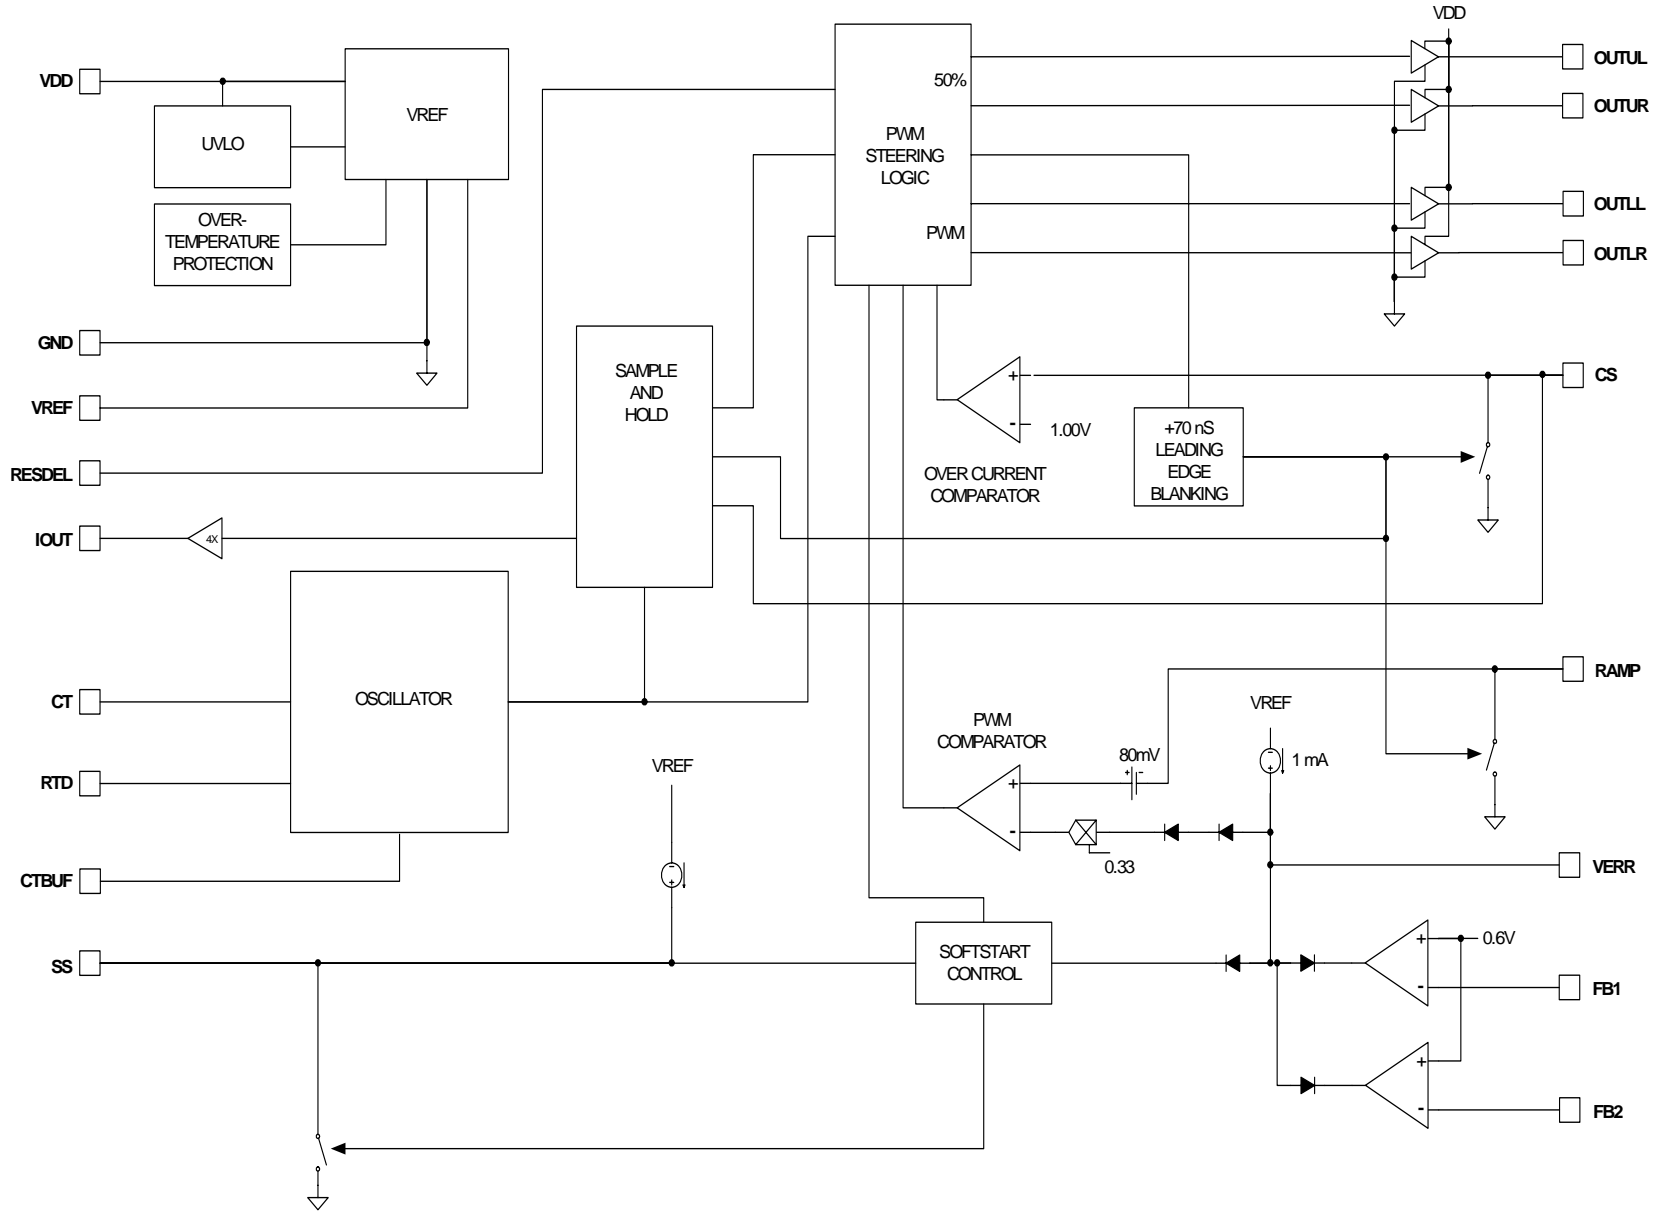 VDD
VDD
UVLO
VREF
OVER-
TEMPERATURE
PROTECTION
GND
VREF
RESDEL
IOUT
4X
SAMPLE
AND
HOLD
50%
PWM
STEERING
LOGIC
PWM
OUTUL
OUTUR
OUTLL
OUTLR
+
-
1.00V
OVER CURRENT
COMPARATOR
+70 nS
LEADING
EDGE
BLANKING
CS
CT
RTD
CTBUF
OSCILLATOR
VREF
- +
PWM
COMPARATOR
+
-
80mV
+ -
0.33
VREF
- +
1 mA
RAMP
VERR
SS
SOFTSTART
CONTROL
+
-
0.6V
FB1
+
-
FB2